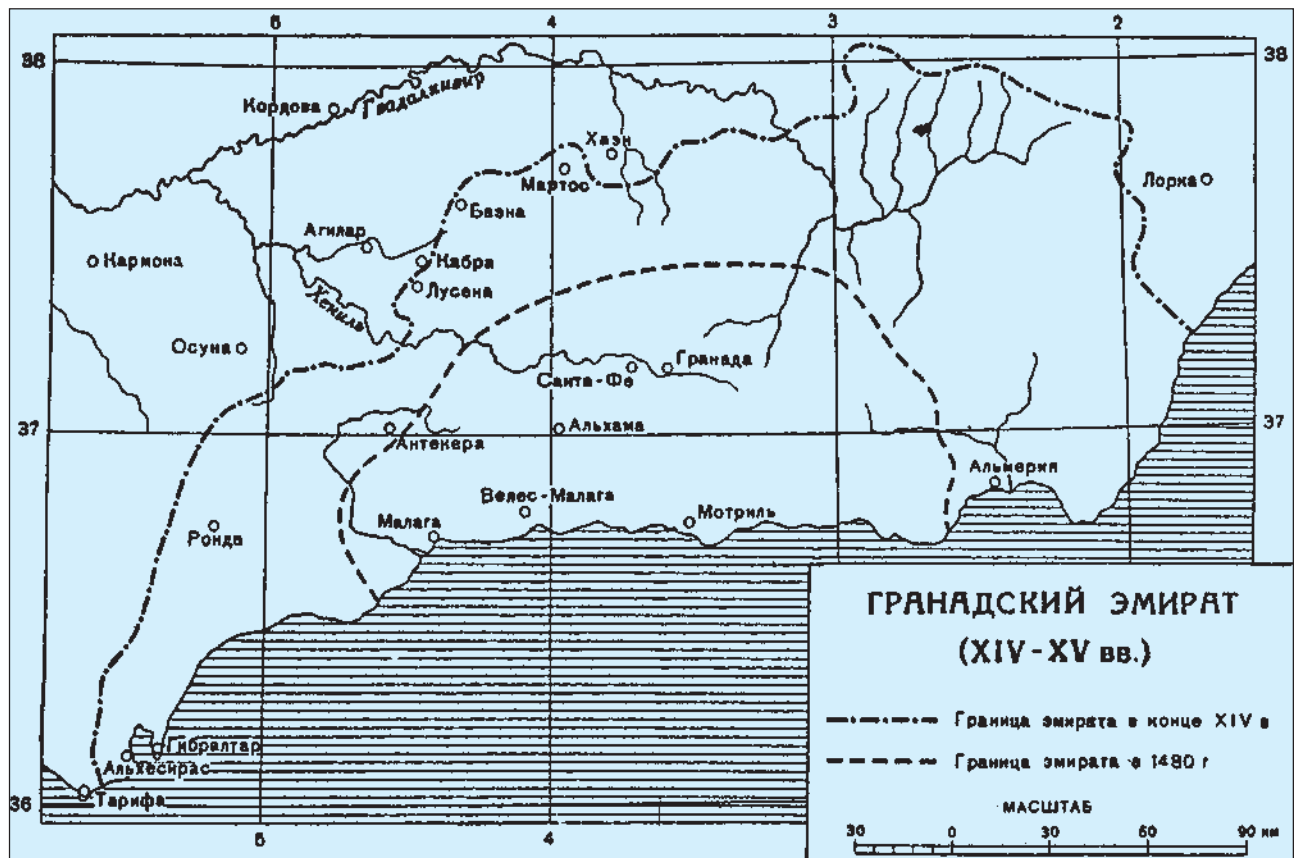 5 4 3 2
38 38
Кордова
Гвадалквивир
Хаэн
Мартос
Лорка
Баэна
Агилар
Кармона
Кабра
Лусена
Хениль
Осуна
Гранада
Санта-Фе
37 37
Антекера
Альхама
Альмерия
Велес-Малага
Мотриль
Ронда
Малага
ГРАНАДСКИЙ ЭМИРАТ
(XIV-XV вв.)
Граница эмирата в конце XIV в
Граница эмирата в 1480 г
Гибралтар
Альхесирас
Тарифа
36
МАСШТАБ
30 0 30 60 90 км
5 4